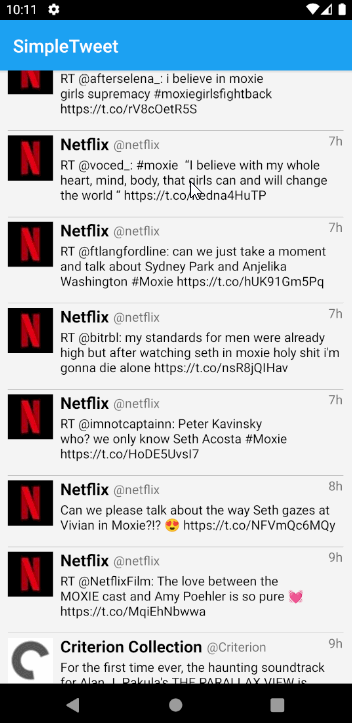 10:11
SimpleTweet
RT @afterselena_: i believe in moxie
girls supremacy #moxiegirlsfightback
https://t.co/rV8cOetR5S
Netflix @netflix 7h
RT @voced_: #moxie “I believe with my whole
heart, mind, body, that girls can and will change
the world “ https://t.co/edna4HuTP
Netflix @netflix 7h
RT @ftlangfordline: can we just take a moment
and talk about Sydney Park and Anjelika
Washington #Moxie https://t.co/hUK91Gm5Pq
Netflix @netflix 7h
RT @bitrbl: my standards for men were already
high but after watching seth in moxie holy shit i'm
gonna die alone https://t.co/nsR8jQIHav
Netflix @netflix 7h
RT @imnotcaptainn: Peter Kavinsky
who? we only know Seth Acosta #Moxie
https://t.co/HoDE5UvsI7
Netflix @netflix 8h
Can we please talk about the way Seth gazes at
Vivian in Moxie?!? 😍 https://t.co/NFVmQc6MQy
Netflix @netflix 9h
RT @NetflixFilm: The love between the
MOXIE cast and Amy Poehler is so pure 💓
https://t.co/MqiEhNbwwa
Criterion Collection @Criterion 9h
For the first time ever, the haunting soundtrack
for Alan J. Pakula's THE PARALLAX VIEW is